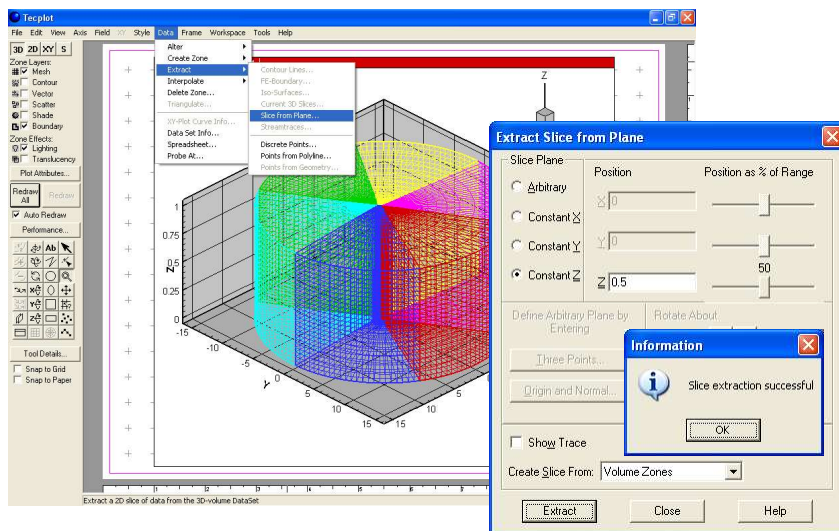 Tecplot
File Edit View Axis Field XY Style Data Frame Workspace Tools Help
3D 2D XY S
Zone Layers:
Mesh
Contour
Vector
Scatter
Shade
Boundary
Zone Effects:
Lighting
Translucency
Plot Attributes...
Redraw All
Redraw
Auto Redraw
Performance...
Ab
Tool Details...
Snap to Grid
Snap to Paper
Alter
Create Zone
Extract
Interpolate
Delete Zone...
Triangulate...
XY-Plot Curve Info...
Data Set Info...
Spreadsheet...
Probe At...
Contour Lines...
FE-Boundary...
Iso-Surfaces...
Current 3D Slices...
Slice from Plane...
Streamtraces...
Discrete Points...
Points from Polyline...
Points from Geometry...
Z
1
0.75
0.5
0.25
0
Z
-15
-10
-5
0
5
10
15
Y
15
10
5
Extract a 2D slice of data from the 3D-volume DataSet
Extract Slice from Plane
Slice Plane
Position
Position as % of Range
Arbitrary
Constant X
Constant Y
Constant Z
X 0
Y 0
Z 0.5
50
Define Arbitrary Plane by Entering
Rotate About
Three Points...
Origin and Normal...
Information
Slice extraction successful
OK
Show Trace
Create Slice From: Volume Zones
Extract Close Help